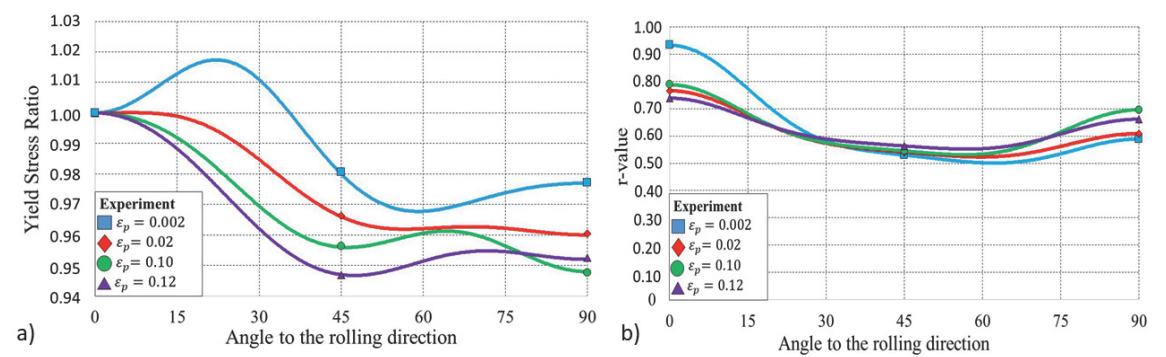 1.03
1.02
1.01
1.00
0.99
0.98
0.97
0.96
0.95
0.94
Yield Stress Ratio
Experiment
εₚ = 0.002
εₚ = 0.02
εₚ = 0.10
εₚ = 0.12
0 15 30 45 60 75 90
Angle to the rolling direction
a)
1.00
0.90
0.80
0.70
0.60
0.50
0.40
0.30
0.20
0.10
0
r-value
Experiment
εₚ = 0.002
εₚ = 0.02
εₚ = 0.10
εₚ = 0.12
0 15 30 45 60 75 90
Angle to the rolling direction
b)